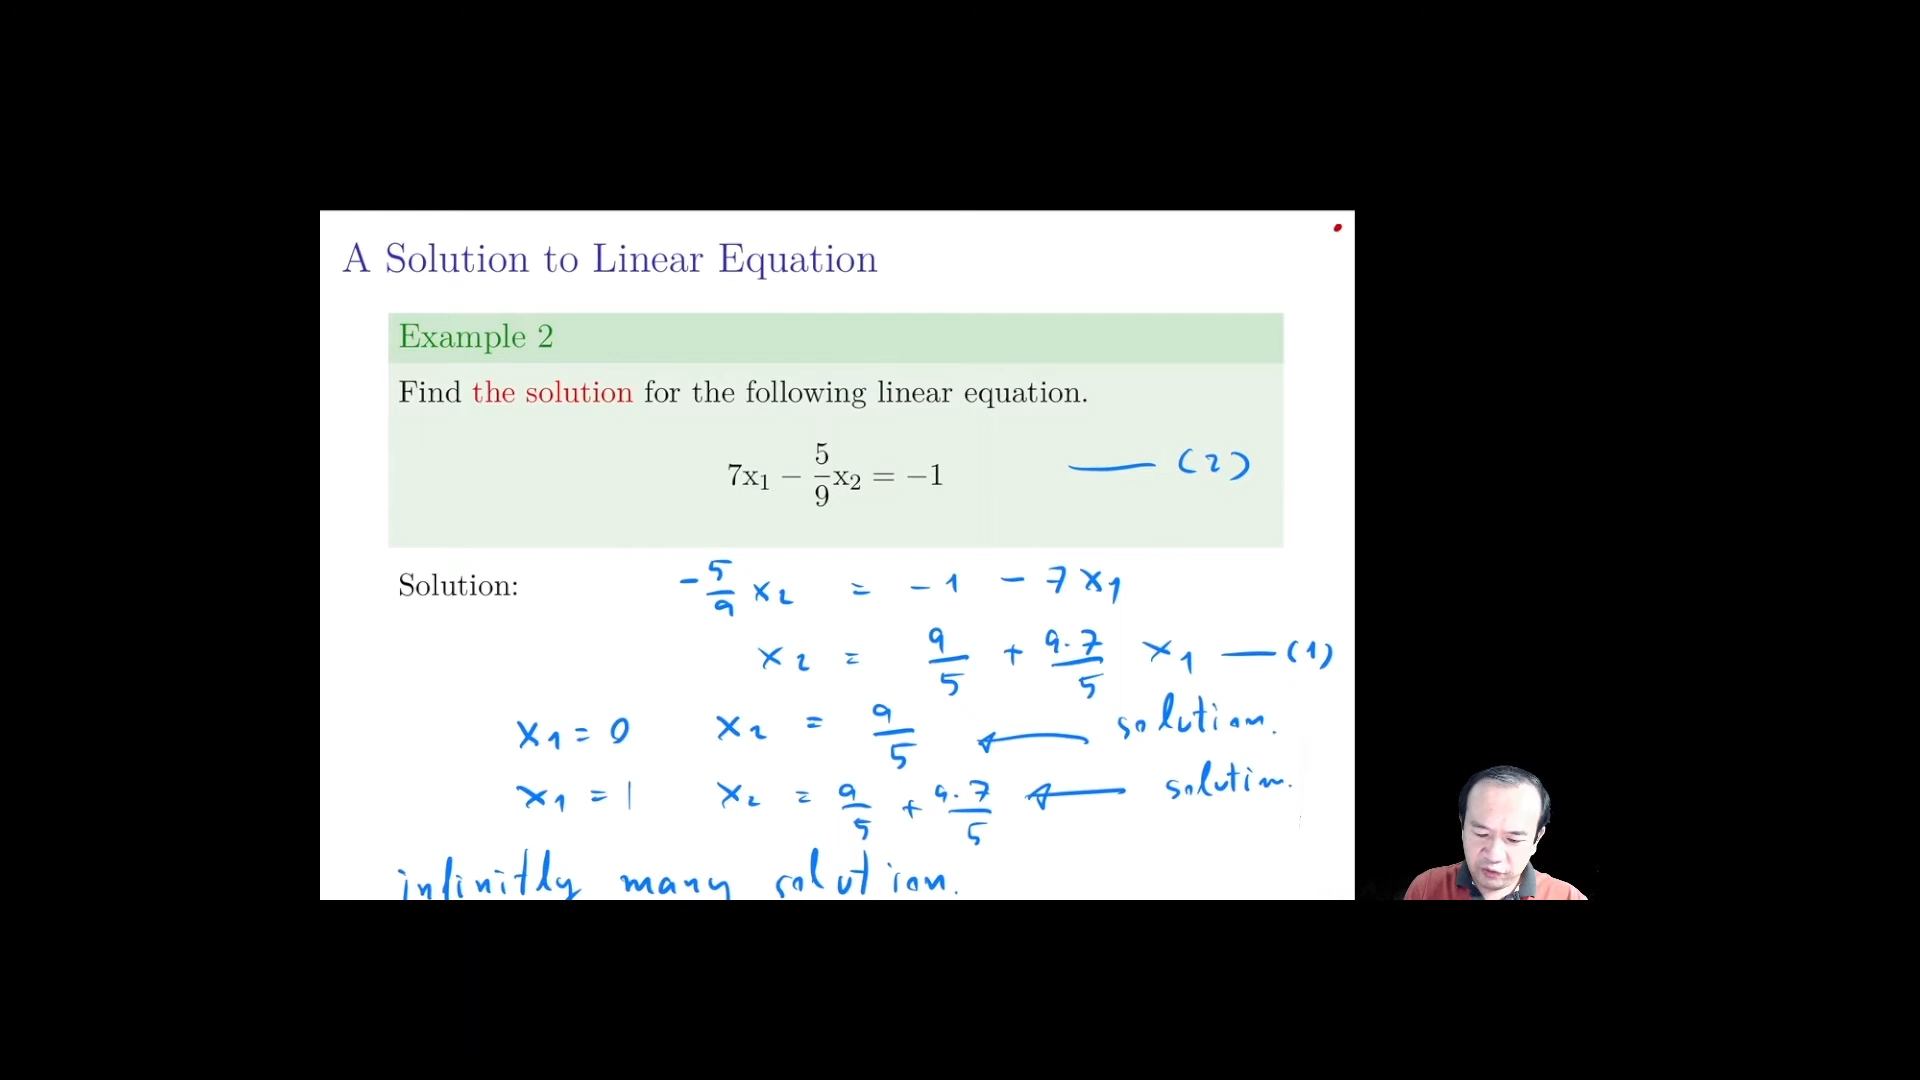 A Solution to Linear Equation
Example 2
Find the solution for the following linear equation.
7x₁ − 5/9 x₂ = −1 — (2)
Solution:
-5/9 x₂ = -1 - 7x₁
x₂ = 9/5 + 9·7/5 x₁ — (1)
x₁ = 0 x₂ = 9/5 ← solution.
x₁ = 1 x₂ = 9/5 + 9·7/5 ← solution.
infinitly many solution.